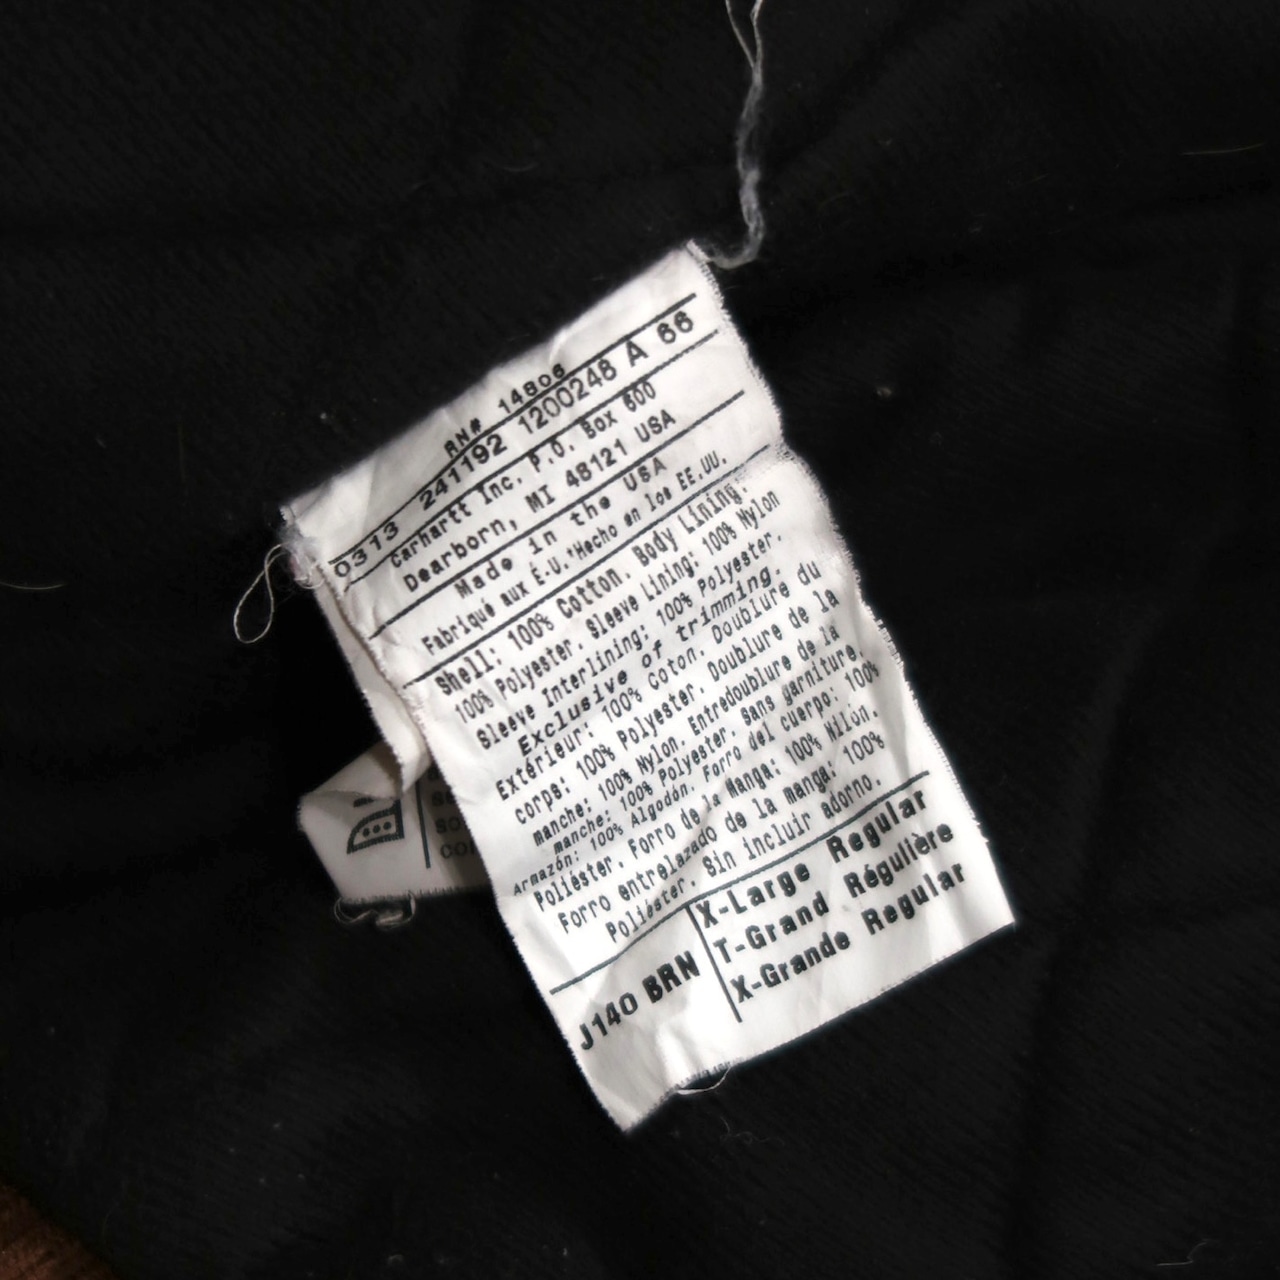 RN# 14806
0313 241192 1200248 A 66
Carhartt Inc. P.O. Box 600
Dearborn, MI 48121 USA
Made in the USA
Fabriqué aux É.U.*Hecho en los EE.UU.
Shell: 100% Cotton. Body Lining:
100% Polyester. Sleeve Lining: 100% Nylon
Sleeve Interlining: 100% Polyester.
Exclusive of trimming.
Extérieur: 100% Coton. Doublure du
corps: 100% Polyester. Doublure de la
manche: 100% Nylon. Entredoublure de la
manche: 100% Polyester. Sans garniture.
Armazón: 100% Algodón. Forro del cuerpo: 100%
Poliéster. Forro de la Manga: 100% Nilón.
Forro entrelazado de la manga: 100%
Poliéster. Sin incluir adorno.
J140 BRN
X-Large Regular
T-Grand Régulière
X-Grande Regular